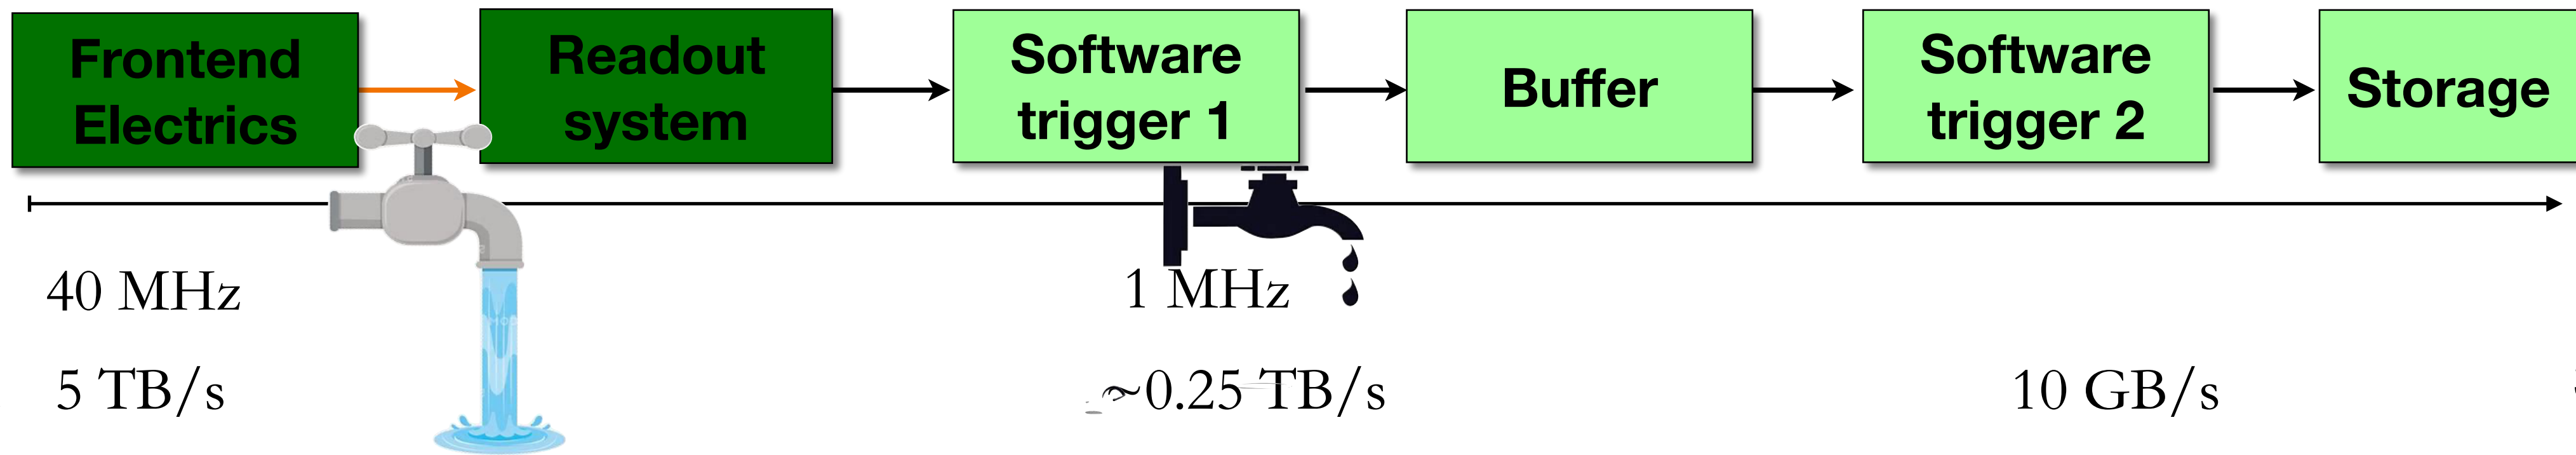 Frontend
Electrics
Readout
system
Software
trigger 1
Buffer
Software
trigger 2
Storage
40 MHz
1 MHz
5 TB/s
~0.25 TB/s
10 GB/s